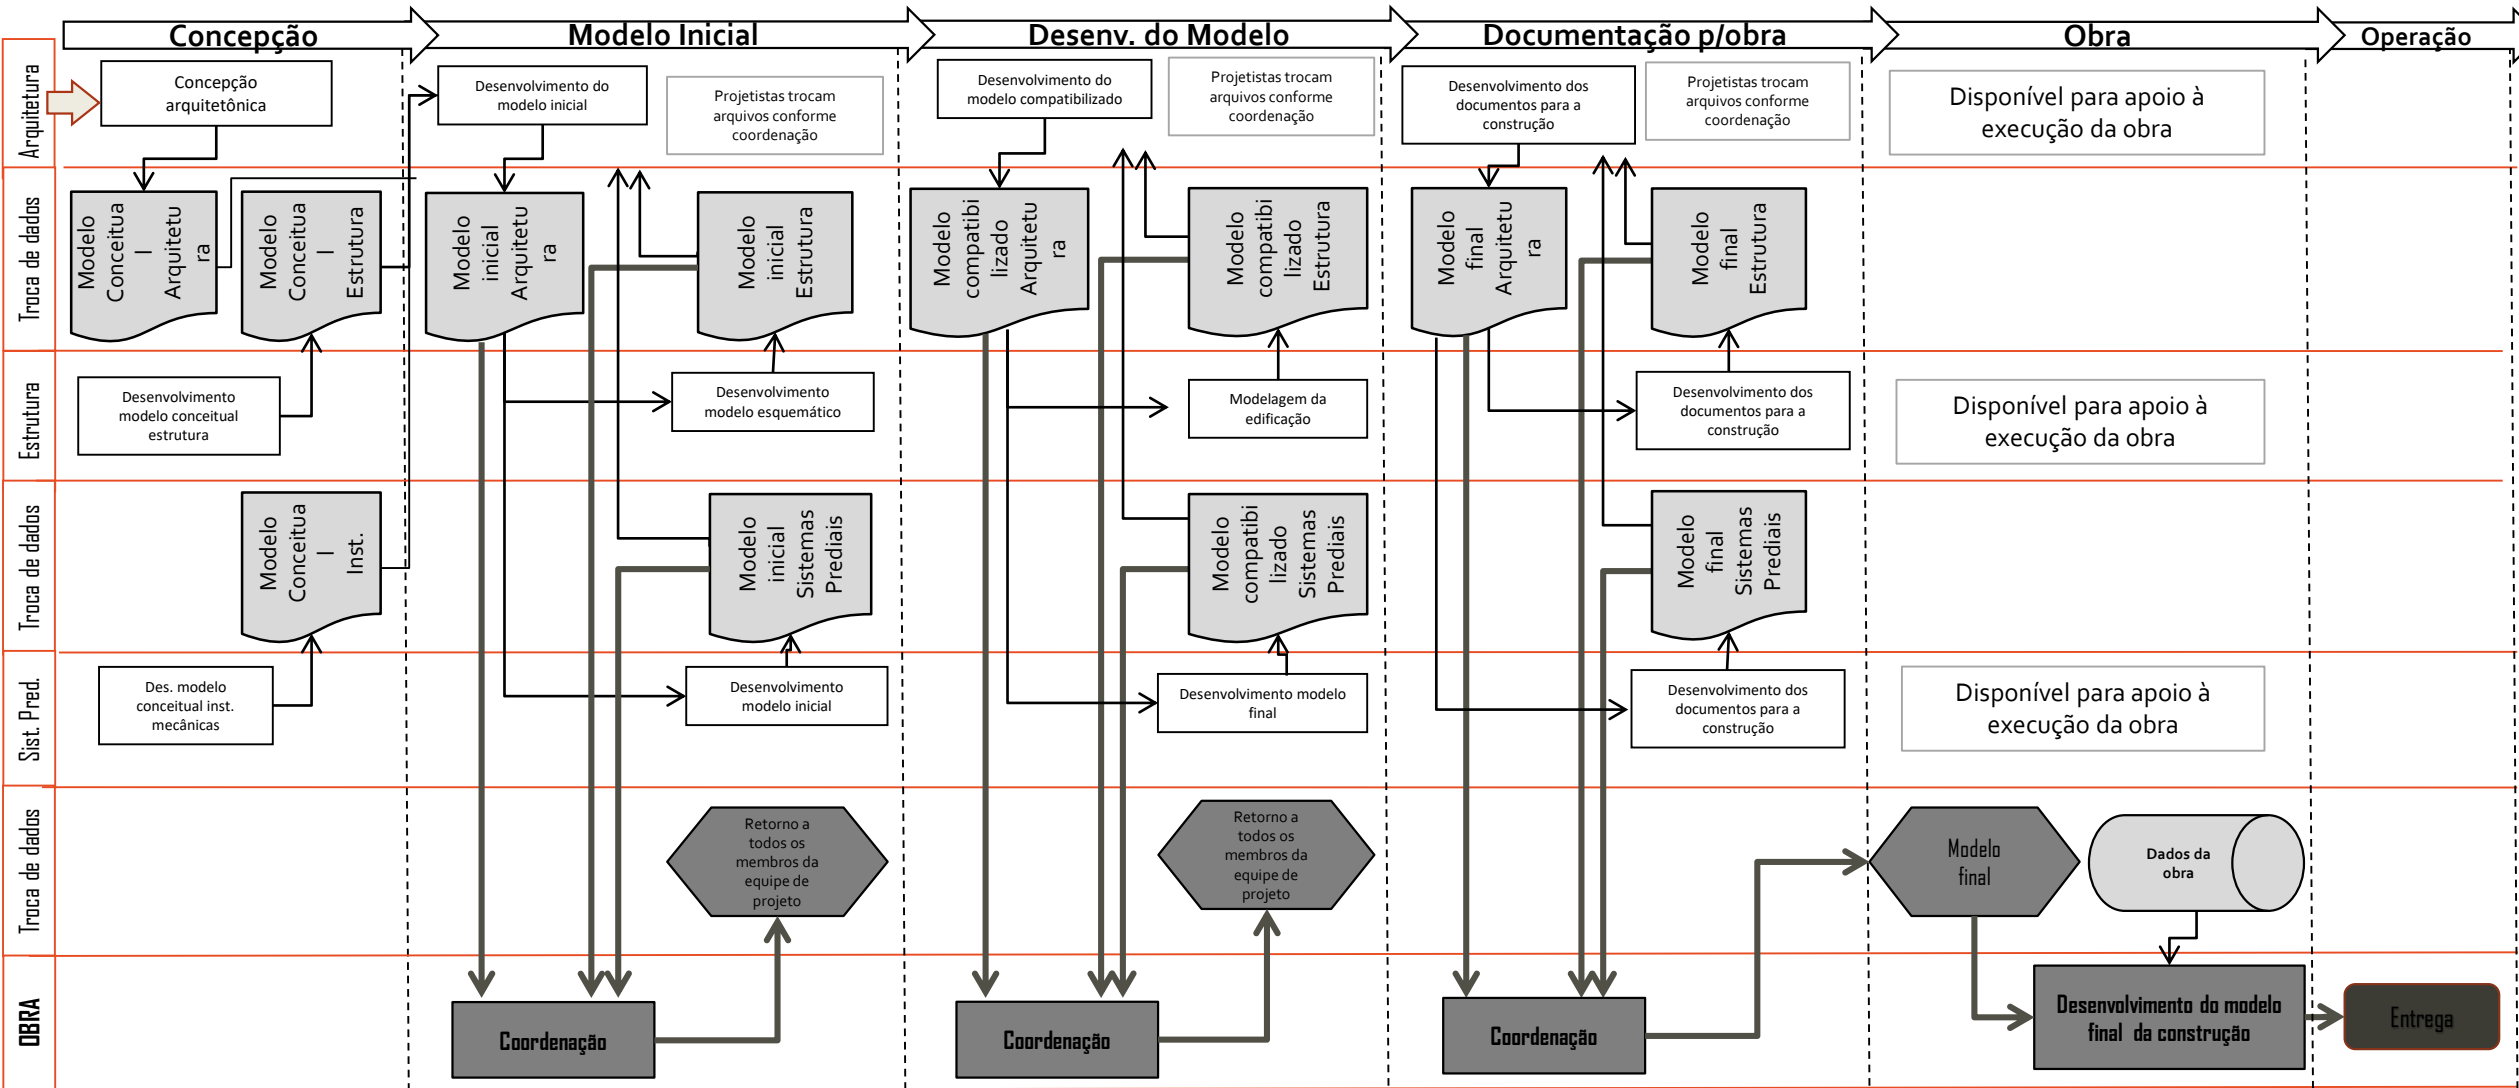 Concepção
Modelo Inicial
Desenv. do Modelo
Documentação p/obra
Obra
Operação
Arquitetura
Concepção
arquitetônica
Desenvolvimento do
modelo inicial
Projetistas trocam
arquivos conforme
coordenação
Desenvolvimento do
modelo compatibilizado
Projetistas trocam
arquivos conforme
coordenação
Desenvolvimento dos
documentos para a
construção
Projetistas trocam
arquivos conforme
coordenação
Disponível para apoio à
execução da obra
Troca de dados
Modelo
Conceitua
l
Arquitetu
ra
Modelo
Conceitua
l
Estrutura
Modelo
inicial
Arquitetu
ra
Modelo
inicial
Estrutura
Modelo
compatibi
lizado
Arquitetu
ra
Modelo
compatibi
lizado
Estrutura
Modelo
final
Arquitetu
ra
Modelo
final
Estrutura
Estrutura
Desenvolvimento
modelo conceitual
estrutura
Desenvolvimento
modelo esquemático
Modelagem da
edificação
Desenvolvimento dos
documentos para a
construção
Disponível para apoio à
execução da obra
Troca de dados
Modelo
Conceitua
l
Inst.
Modelo
inicial
Sistemas
Prediais
Modelo
compatibi
lizado
Sistemas
Prediais
Modelo
final
Sistemas
Prediais
Sist. Pred.
Des. modelo
conceitual inst.
mecânicas
Desenvolvimento
modelo inicial
Desenvolvimento modelo
final
Desenvolvimento dos
documentos para a
construção
Disponível para apoio à
execução da obra
Troca de dados
Retorno a
todos os
membros da
equipe de
projeto
Retorno a
todos os
membros da
equipe de
projeto
Modelo
final
Dados da
obra
OBRA
Coordenação
Coordenação
Coordenação
Desenvolvimento do modelo
final da construção
Entrega